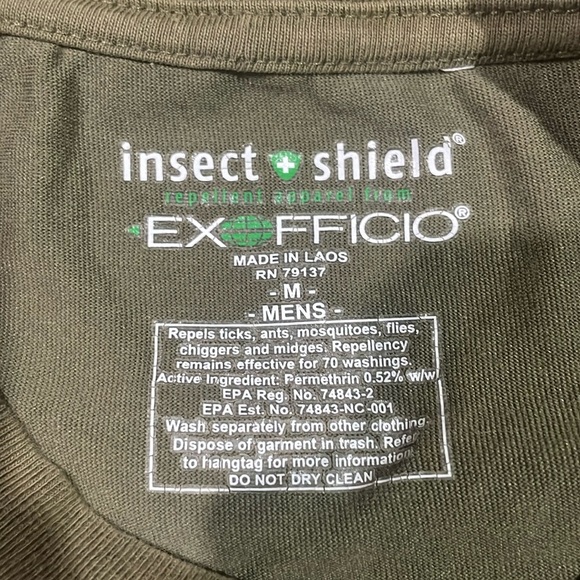 insect shield®
repellent apparel from
EXOFFICIO®
MADE IN LAOS
RN 79137
- M -
- MENS -
Repels ticks, ants, mosquitoes, flies,
chiggers and midges. Repellency
remains effective for 70 washings.
Active Ingredient: Permethrin 0.52% w/w
EPA Reg. No. 74843-2
EPA Est. No. 74843-NC-001
Wash separately from other clothing
Dispose of garment in trash. Refer
to hangtag for more information
DO NOT DRY CLEAN